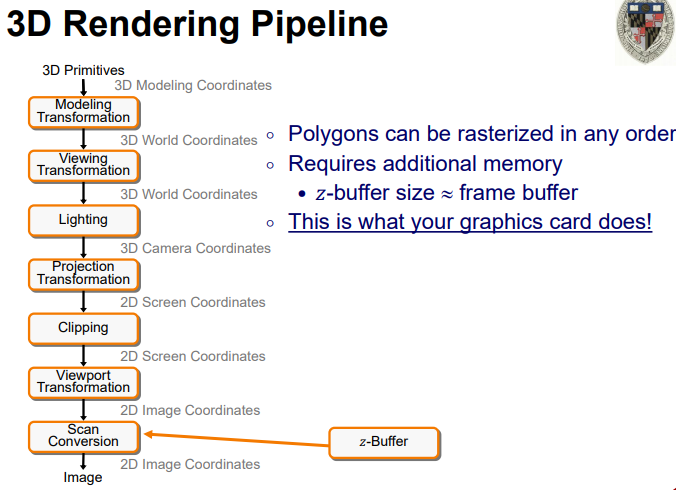 3D Rendering Pipeline
3D Primitives
3D Modeling Coordinates
Modeling
Transformation
3D World Coordinates
Viewing
Transformation
3D World Coordinates
Lighting
3D Camera Coordinates
Projection
Transformation
2D Screen Coordinates
Clipping
2D Screen Coordinates
Viewport
Transformation
2D Image Coordinates
Scan
Conversion
2D Image Coordinates
Image
z-Buffer
○ Polygons can be rasterized in any order
○ Requires additional memory
• z-buffer size ≈ frame buffer
○ This is what your graphics card does!